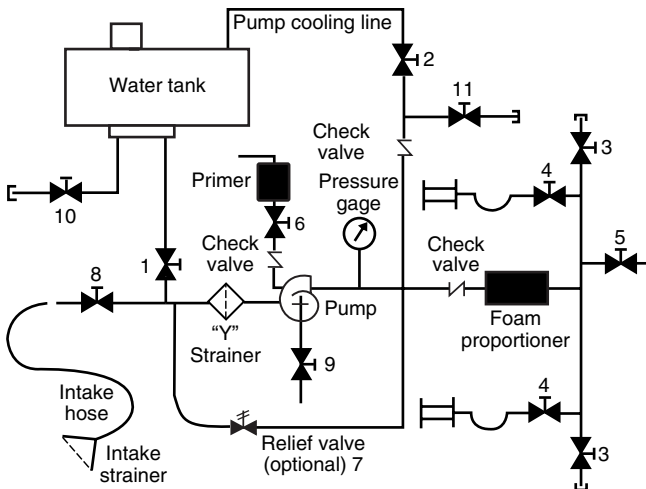 Pump cooling line
2
Water tank
11
Check
valve
3
Primer
Pressure
gage
4
10
6
5
1
Check
valve
Check
valve
8
Pump
Foam
proportioner
"Y"
Strainer
9
Intake
hose
4
Intake
strainer
Relief valve
(optional) 7
3